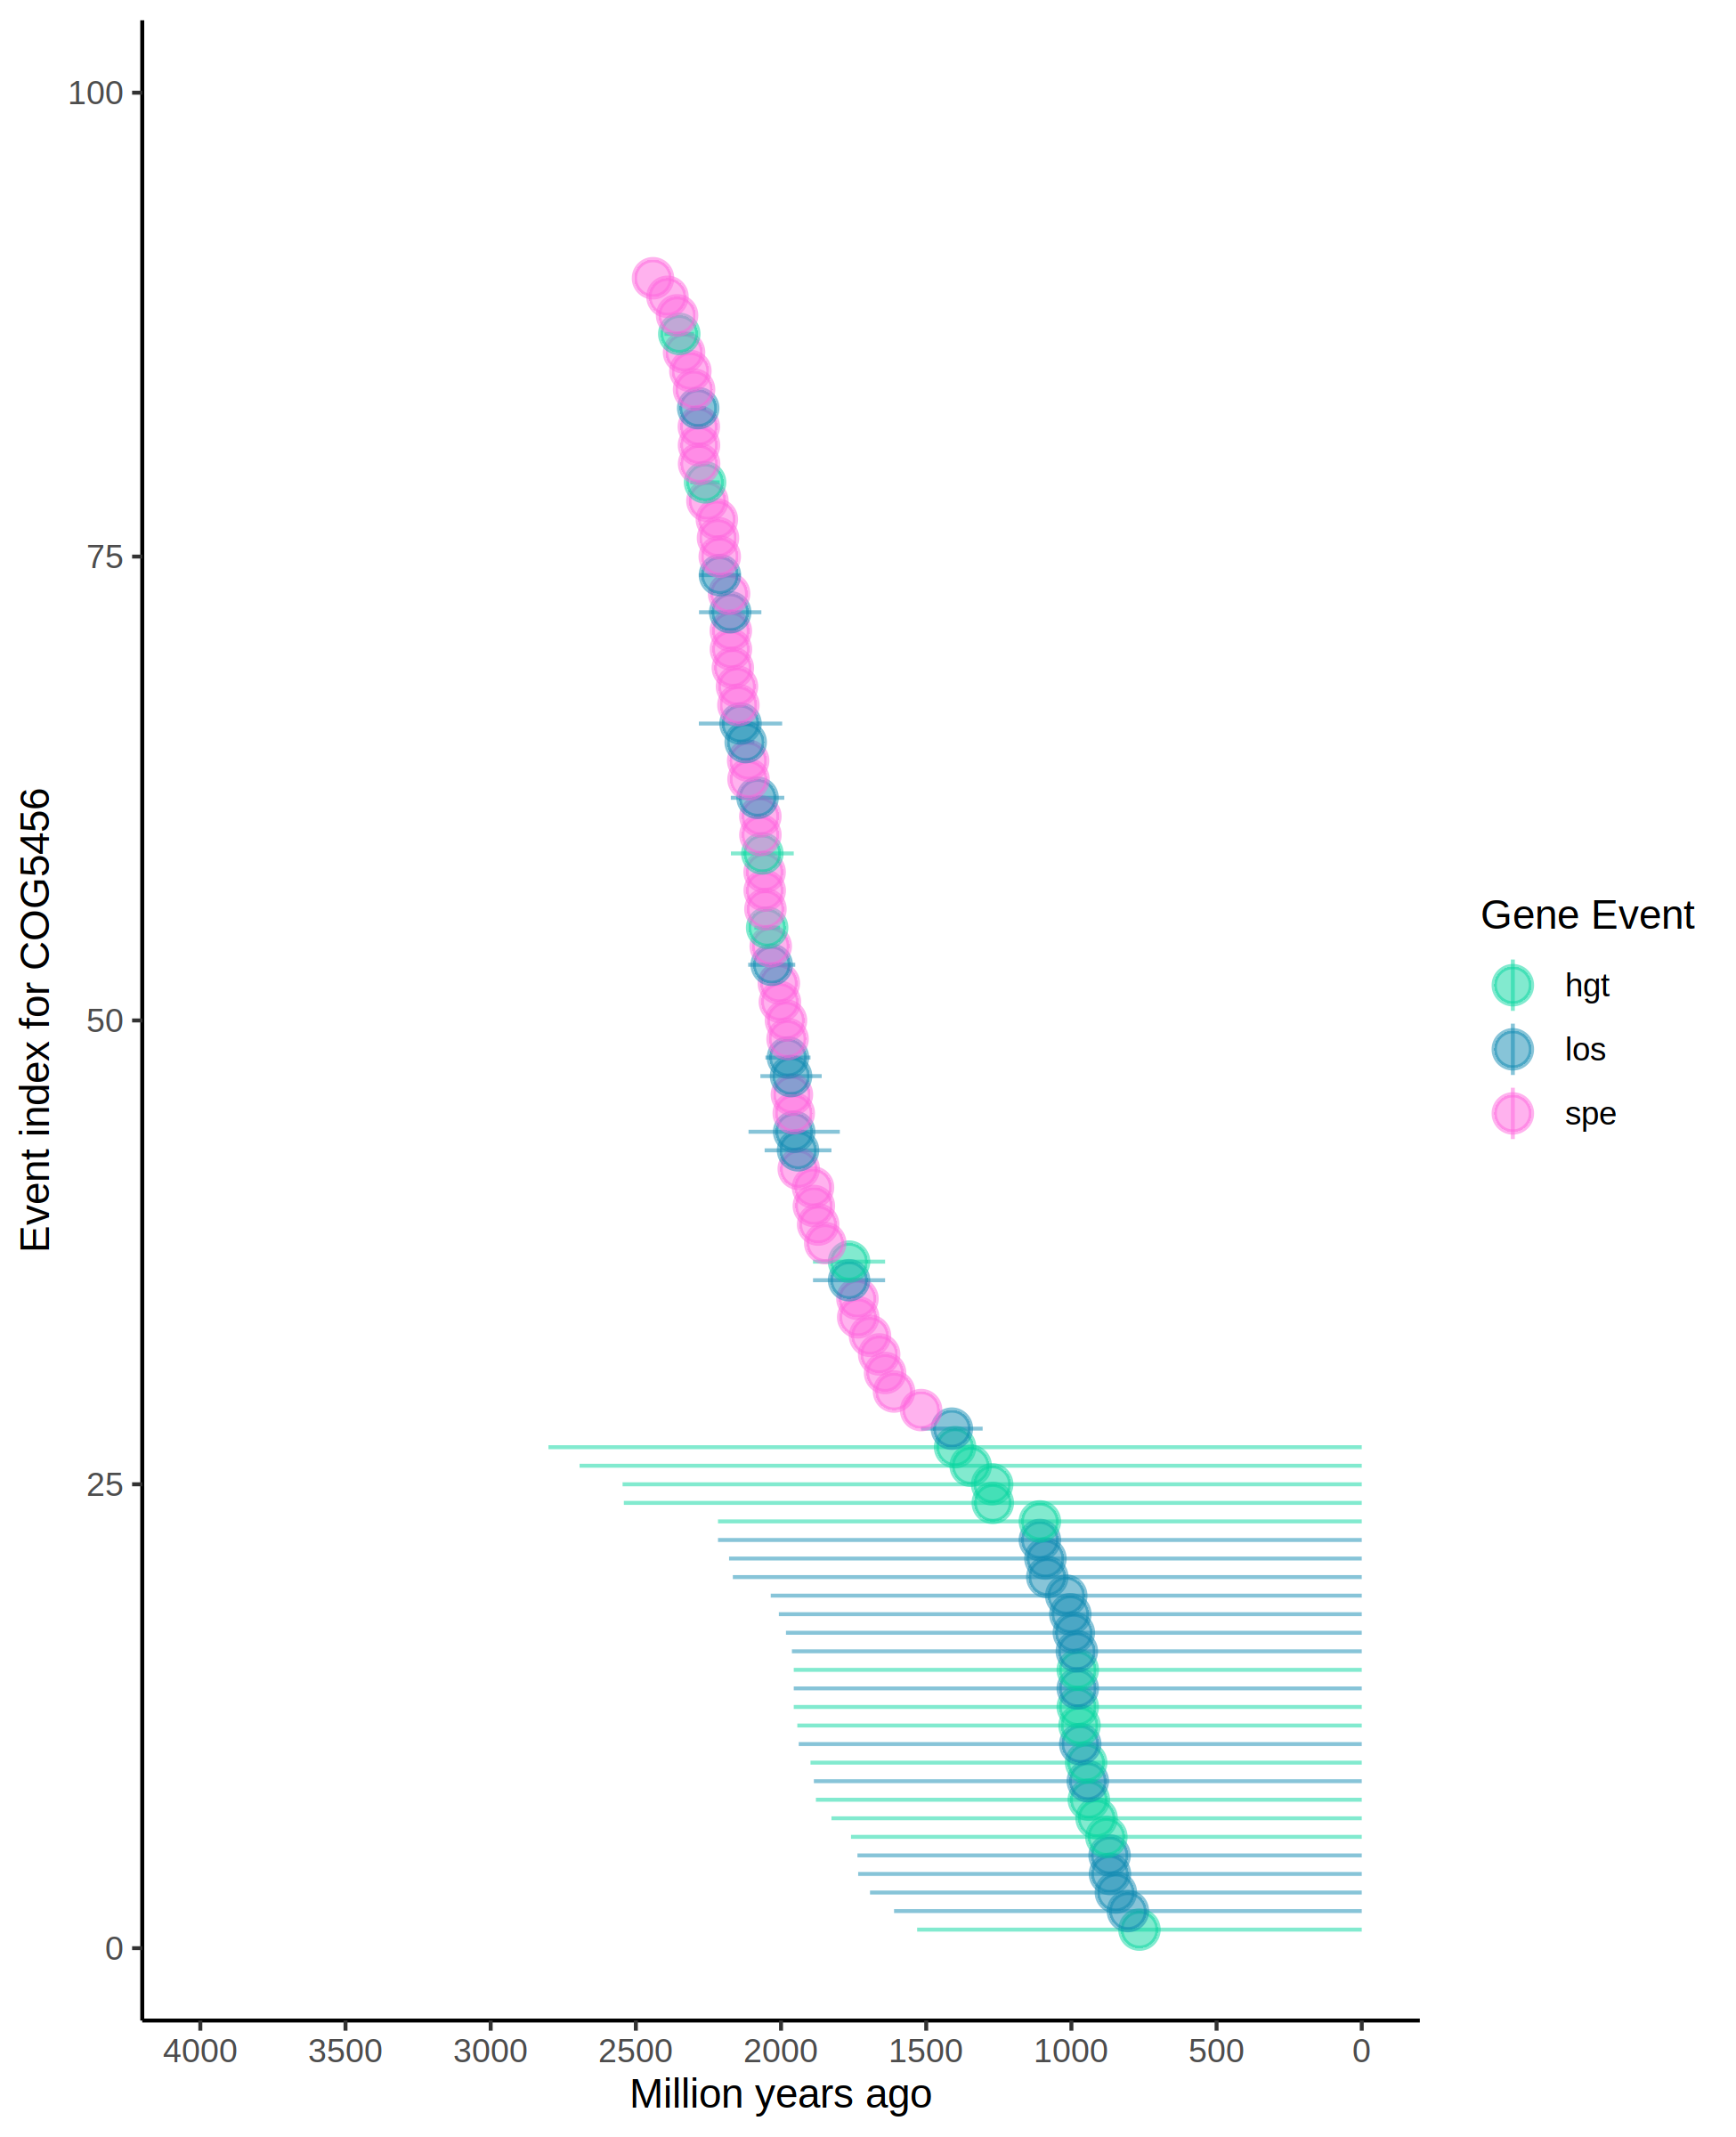 100
75
50
25
0
Event index for COG5456
4000 3500 3000 2500 2000 1500 1000 500 0
Million years ago
Gene Event
hgt
los
spe